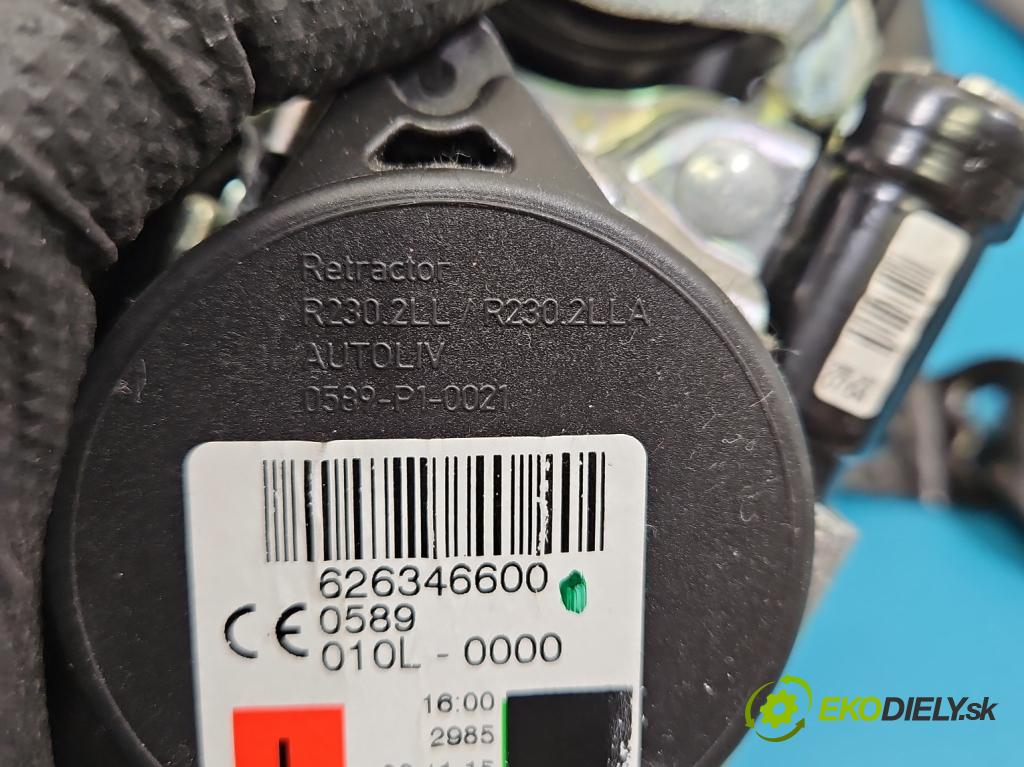 Retractor
R230.2LL / R230.2LLA
AUTOLIV
0589-P1-0021
626346600
CE 0589
010L - 0000
16:00
2985
EKODIELY.sk